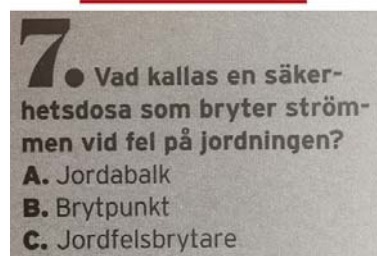 7. Vad kallas en säker-
hetsdosa som bryter ström-
men vid fel på jordningen?
A. Jordabalk
B. Brytpunkt
C. Jordfelsbrytare